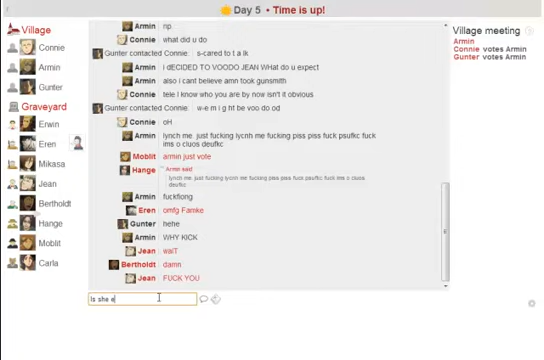 Day 5 • Time is up!
Village
Connie
Armin
Gunter
Graveyard
Erwin
Eren
Mikasa
Jean
Bertholdt
Hange
Moblit
Carla
Armin rip
Connie what did u do
Gunter contacted Connie: s-cared to t a lk
Armin i dECIDED TO VOODO JEAN WHat do u expect
Armin also i cant believe amn took gunsmith
Connie tele I know who you are by now isn't it obvious
Gunter contacted Connie: w-e m i g ht be voo do od
Connie oH
Armin lynch me. just fucking lycnh me fucking piss piss fuck psufkc fuck
ims o cluos deufkc
Moblit armin just vote
Hange Armin said
lynch me. just fucking lycnh me fucking piss piss fuck psufkc fuck ims o cluos
deufkc
Armin fuckfiong
Eren omfg Famke
Gunter hehe
Armin WHY KICK
Jean waiT
Bertholdt damn
Jean FUCK YOU
Is she e
Village meeting
Armin
Connie votes Armin
Gunter votes Armin